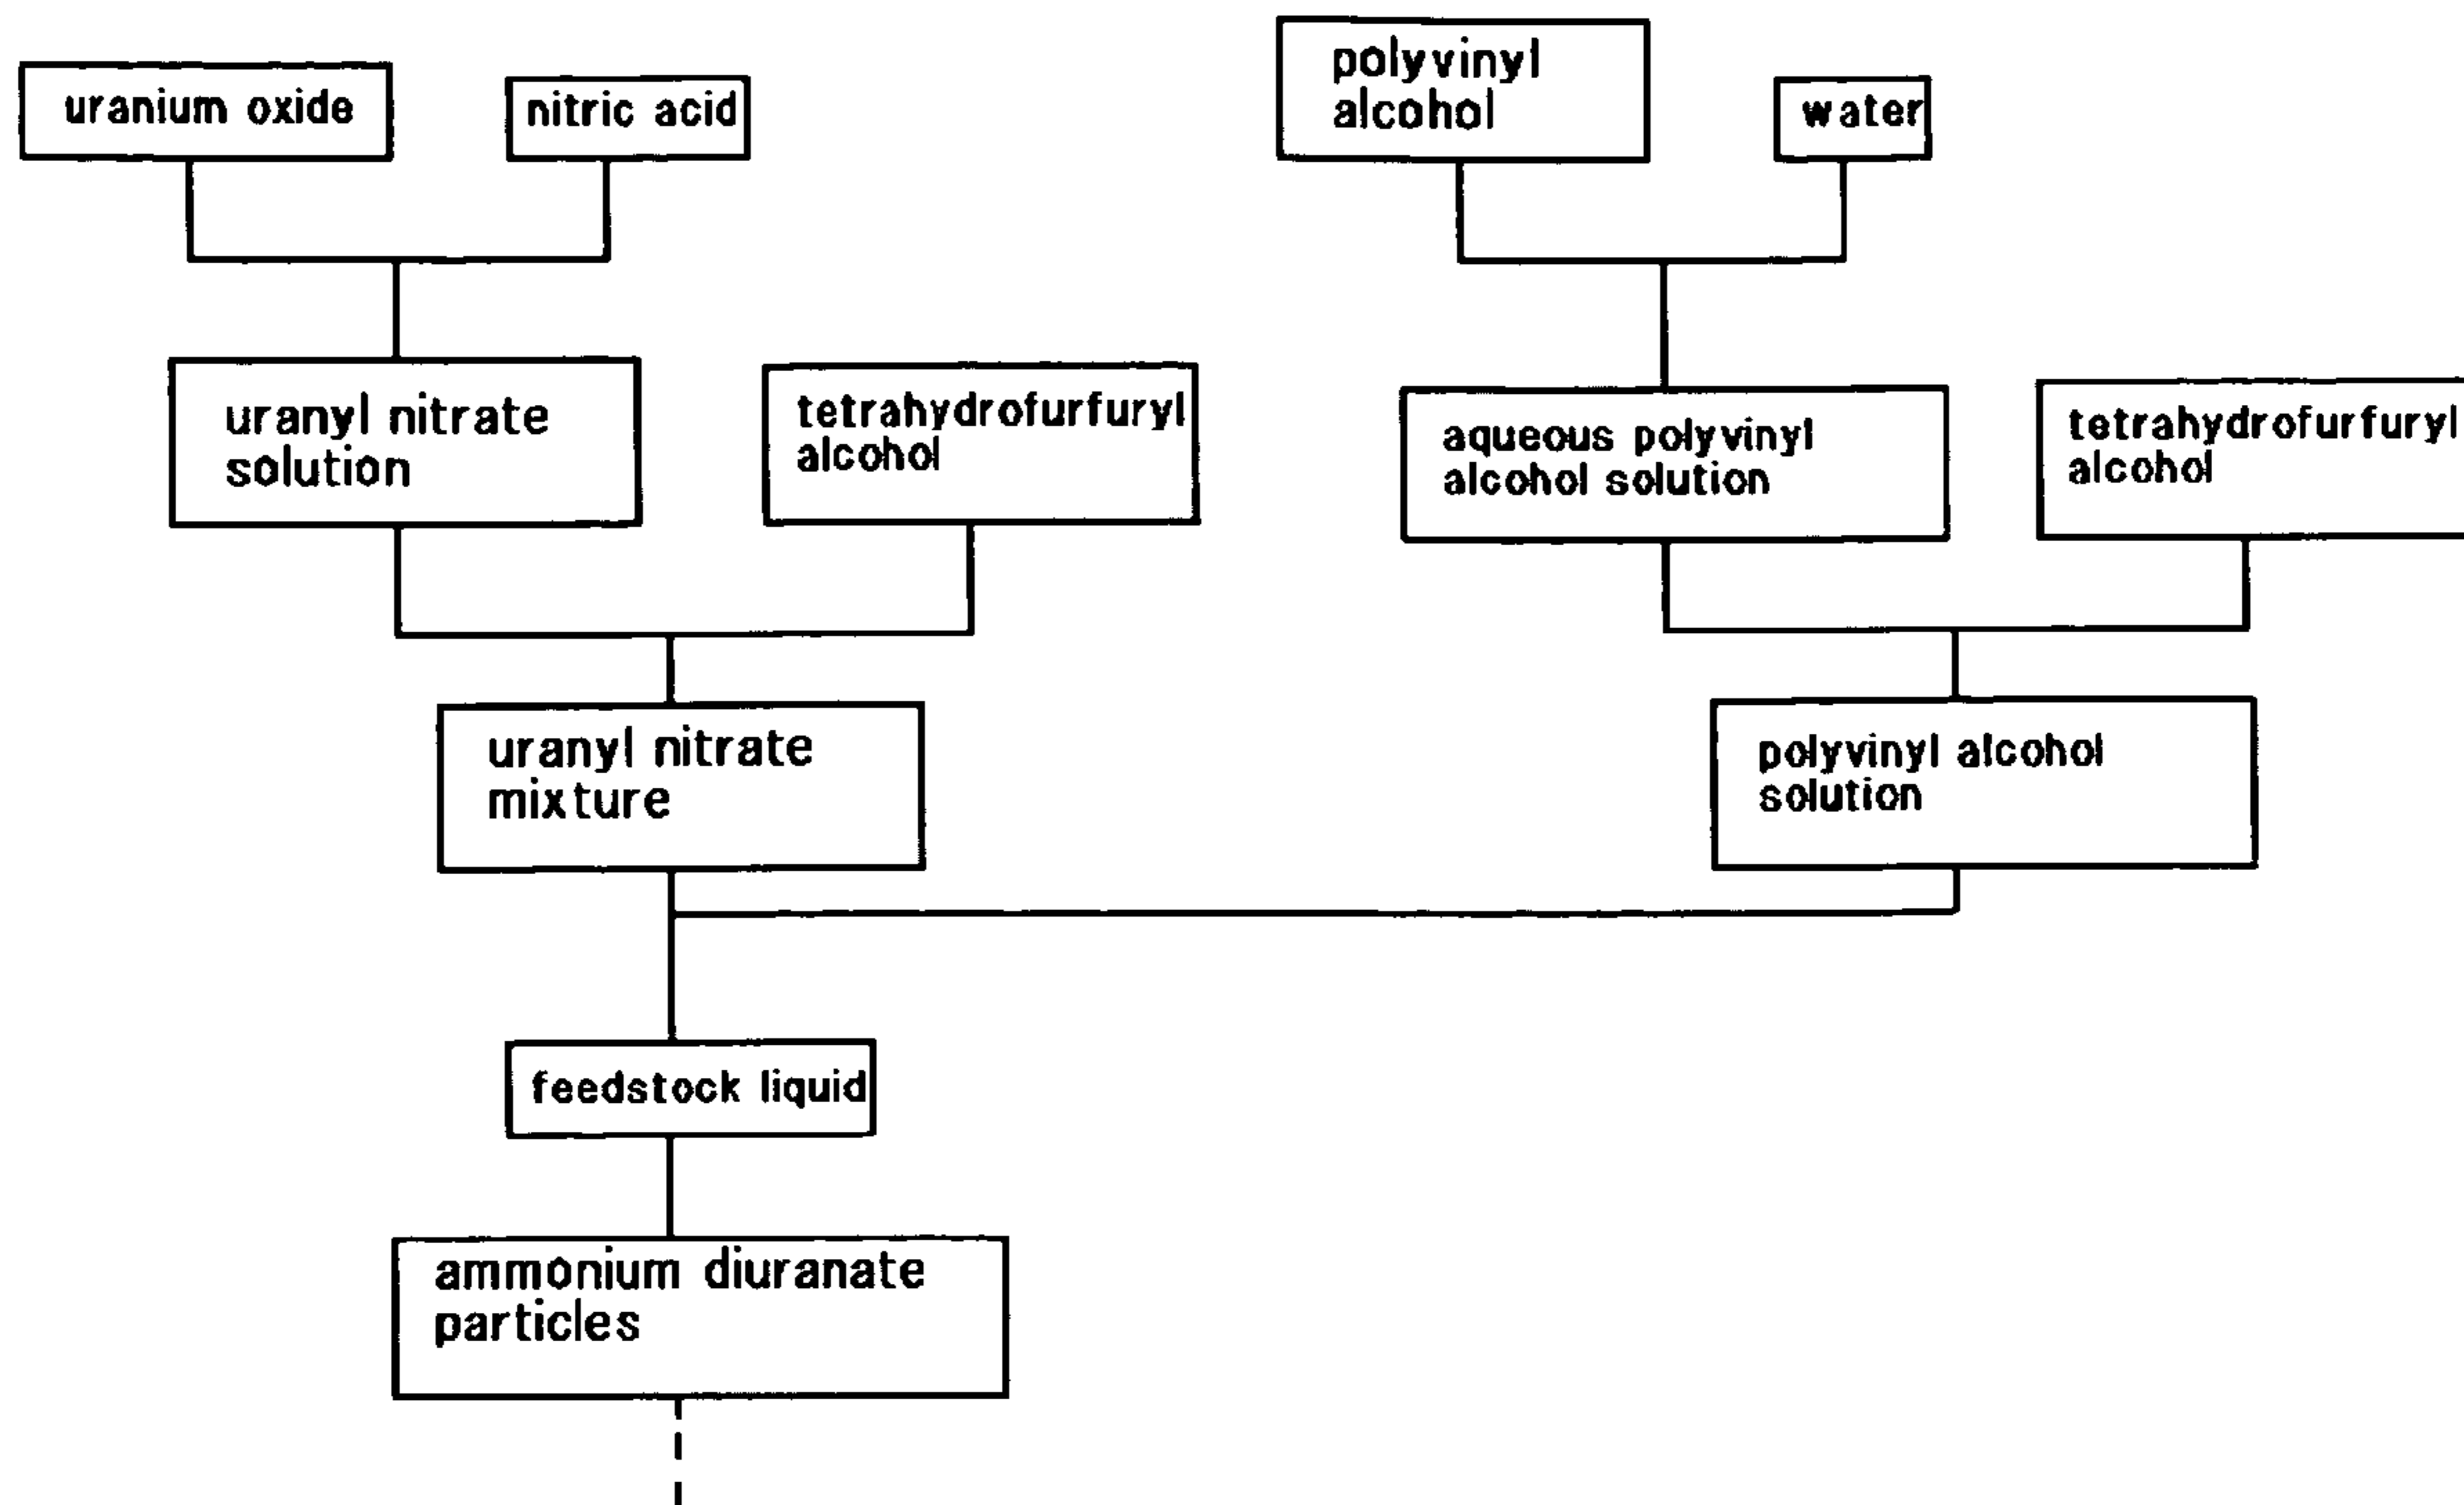 uranium oxide
nitric acid
polyvinyl
alcohol
water
uranyl nitrate
solution
tetrahydrofurfuryl
alcohol
aqueous polyvinyl
alcohol solution
tetrahydrofurfuryl
alcohol
uranyl nitrate
mixture
polyvinyl alcohol
solution
feedstock liquid
ammonium diuranate
particles